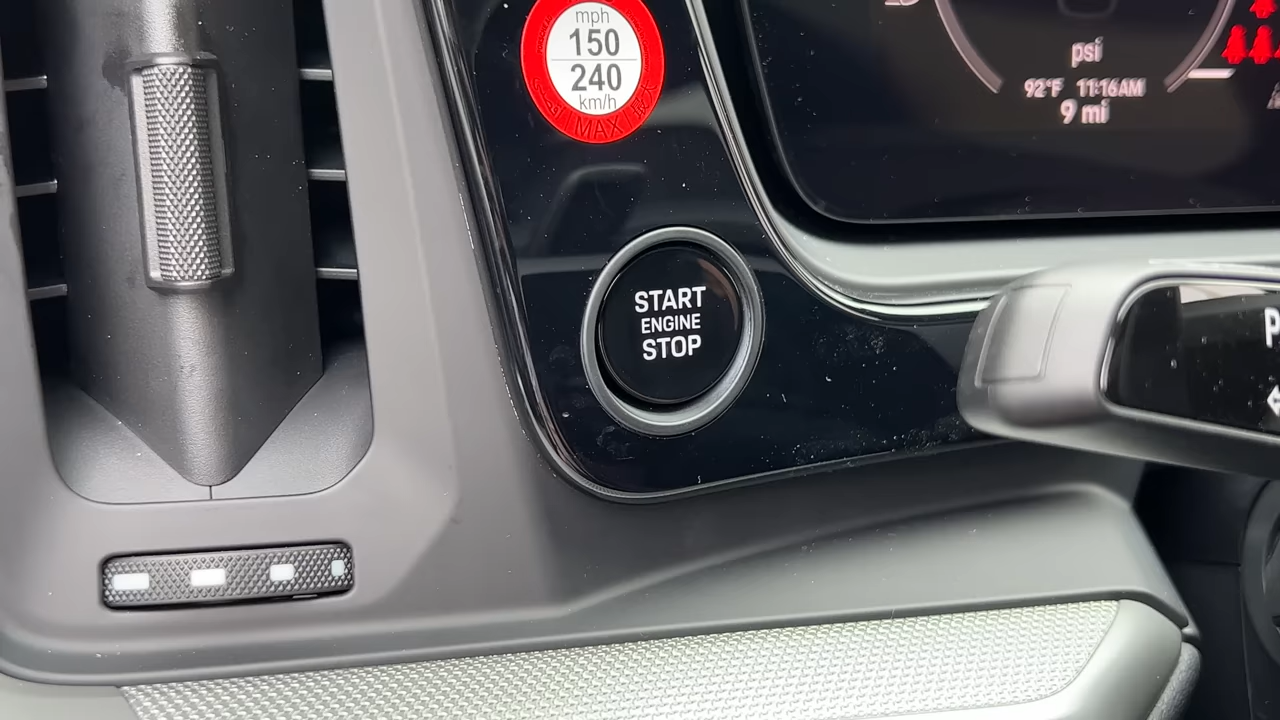 mph
150
240
km/h
MAX
psi
92°F 11:16AM
9 mi
START
ENGINE
STOP
P